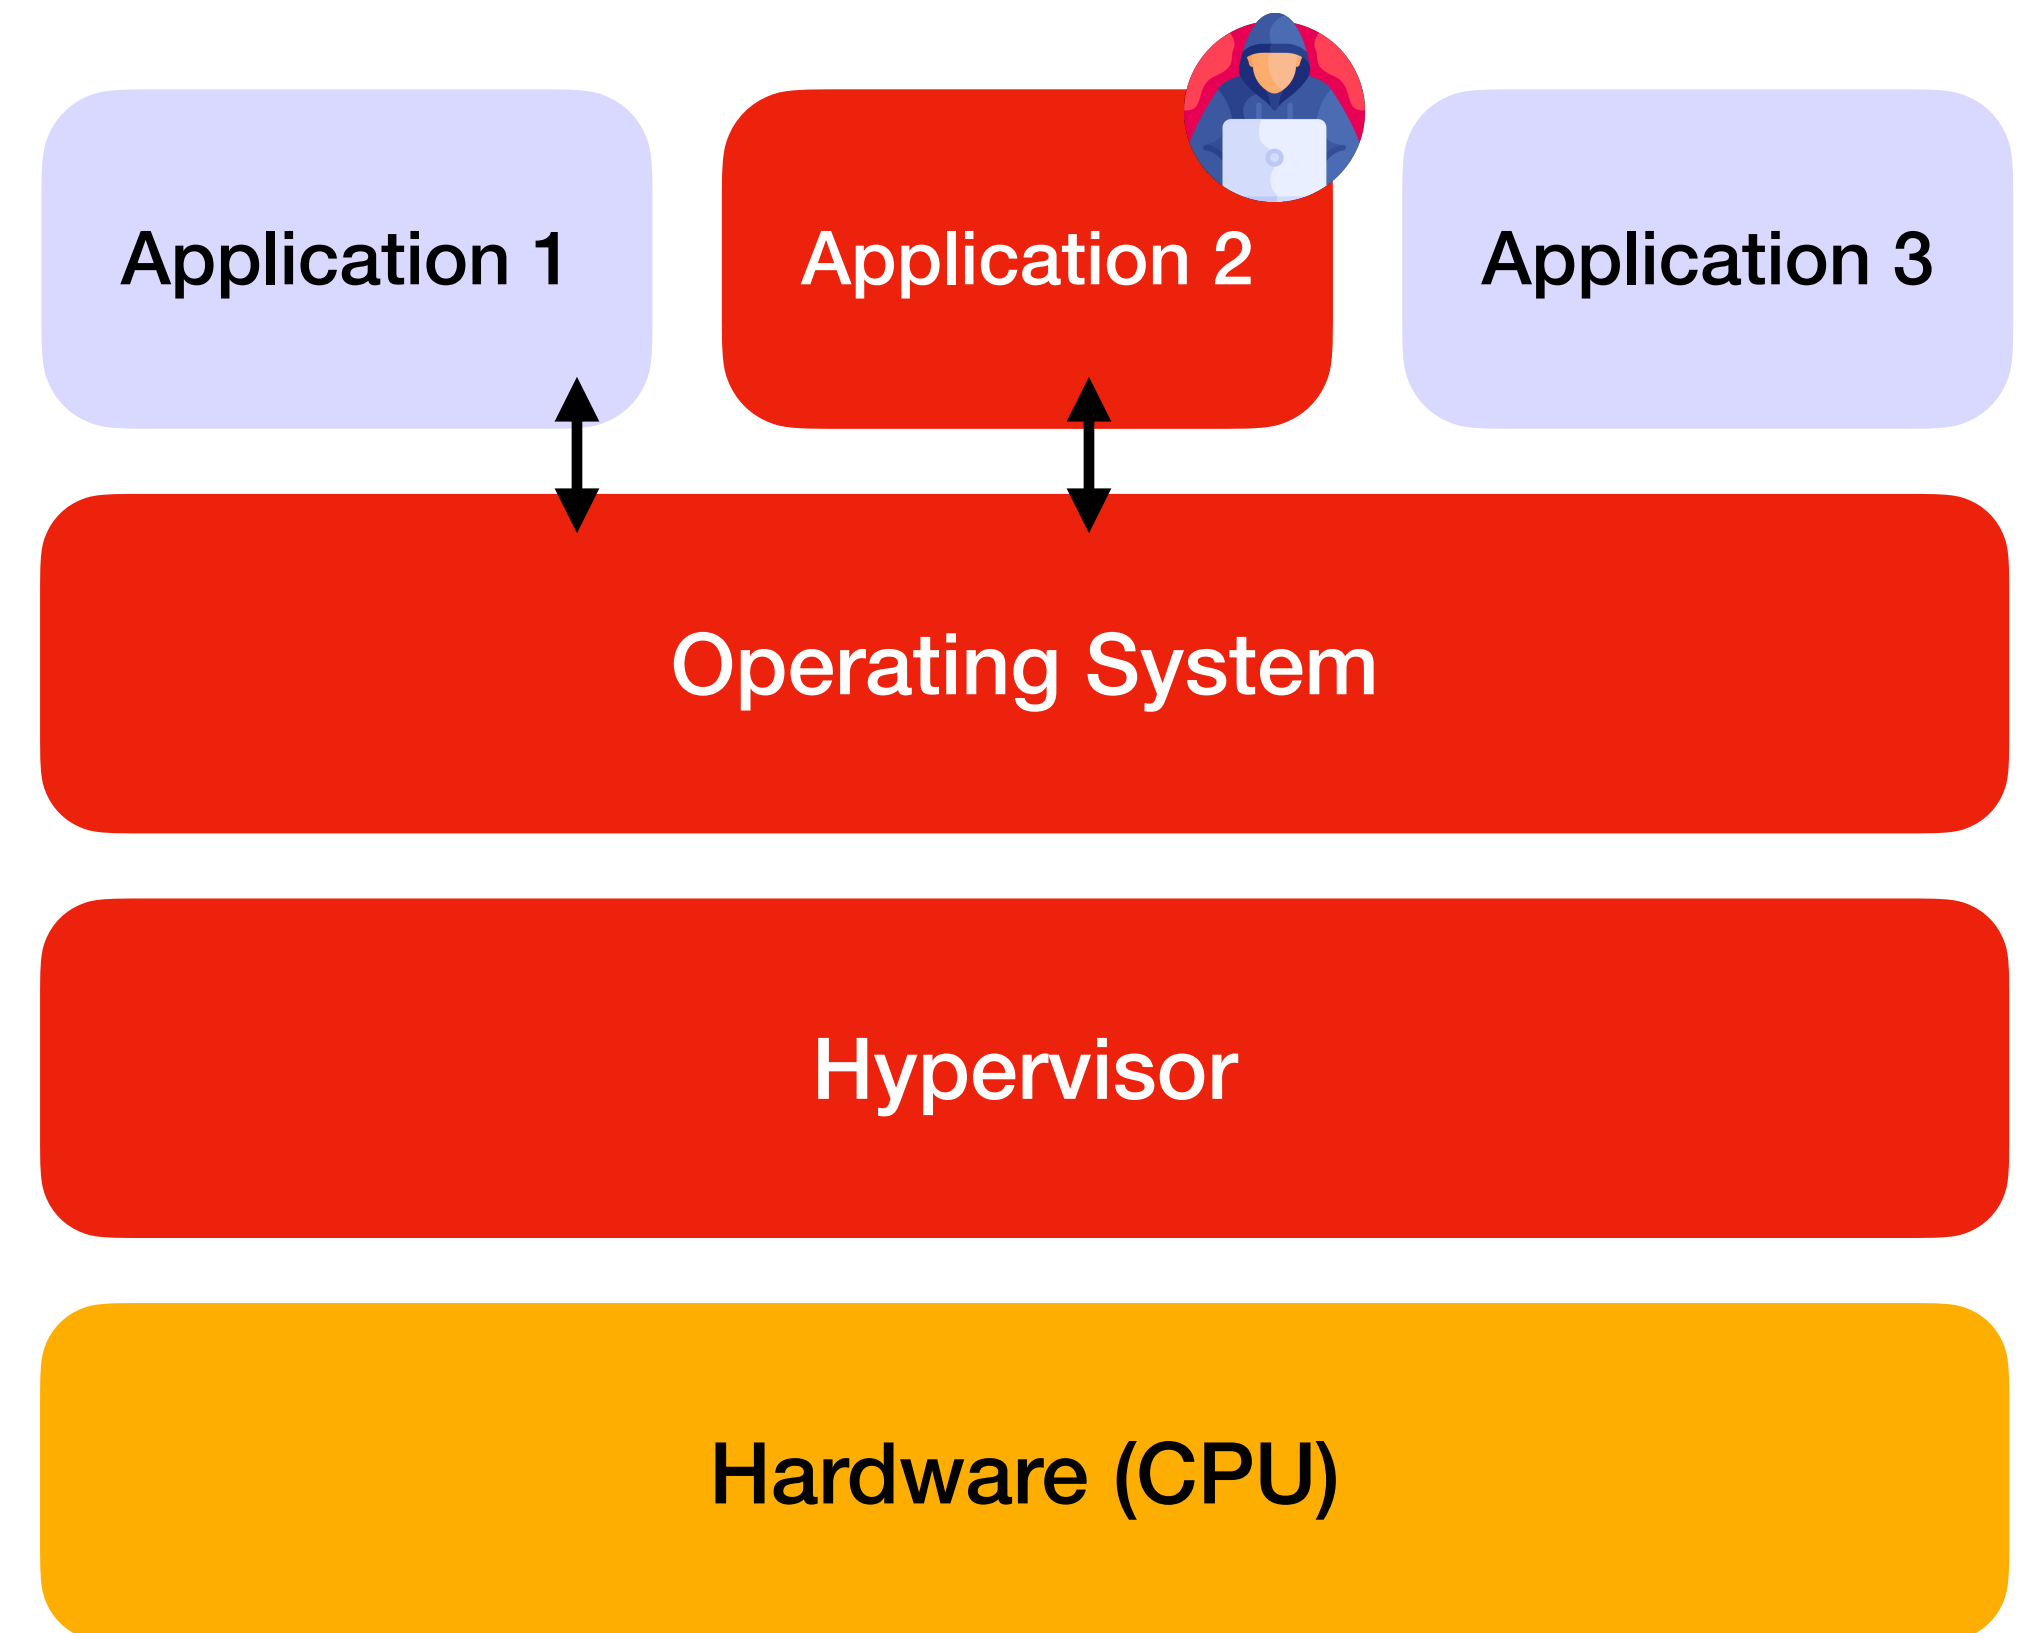 Application 1
Application 2
Application 3
Operating System
Hypervisor
Hardware (CPU)